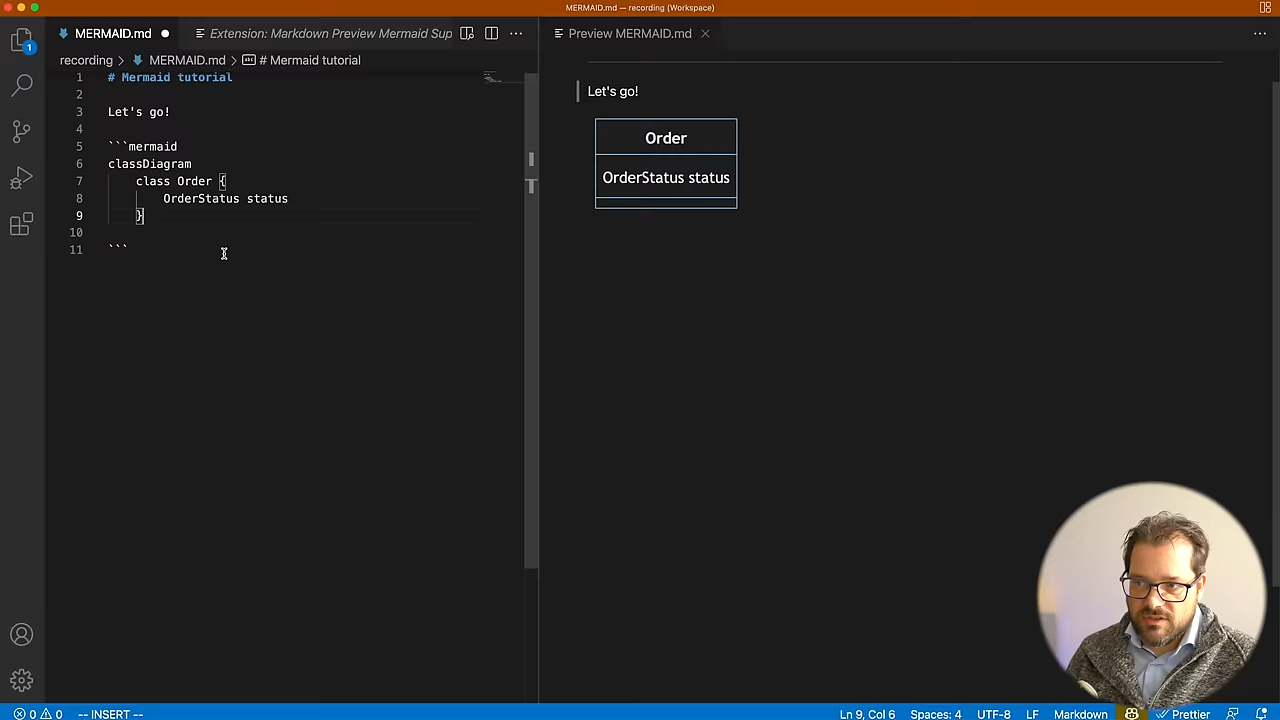 MERMAID.md — recording (Workspace)
MERMAID.md
Extension: Markdown Preview Mermaid Sup
···
Preview MERMAID.md
···
1
recording > MERMAID.md > abc # Mermaid tutorial
1 # Mermaid tutorial
2
3 Let's go!
4
5 ```mermaid
6 classDiagram
7 class Order {
8 OrderStatus status
9 }
10
11 ```
Let's go!
Order
OrderStatus status
0 0 -- INSERT --
Ln 9, Col 6 Spaces: 4 UTF-8 LF Markdown Prettier